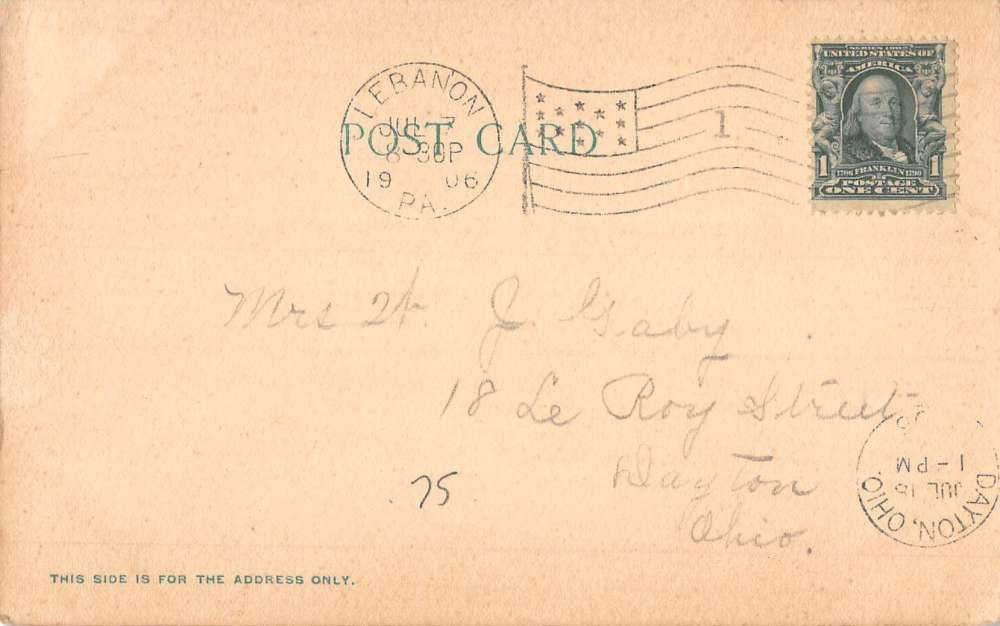 LEBANON
JUL 7
8-30P
19 06
PA.
POST CARD
1
SERIES 1902
UNITED STATES OF
AMERICA
1 1
1706 FRANKLIN 1790
POSTAGE
ONE CENT
Mrs W. J. Gaby
18 Le Roy Street
Dayton
Ohio.
75
DAYTON, OHIO
JUL 15
1 - PM
THIS SIDE IS FOR THE ADDRESS ONLY.